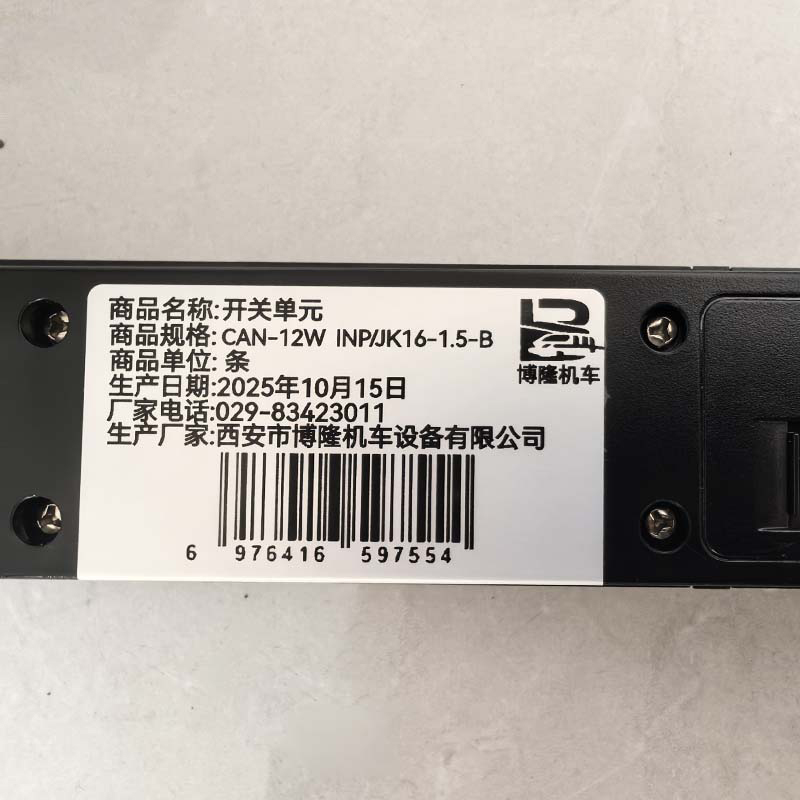 商品名称:开关单元
商品规格:CAN-12W INP/JK16-1.5-B
商品单位:条
生产日期:2025年10月15日
厂家电话:029-83423011
生产厂家:西安市博隆机车设备有限公司
博隆机车
6 976416 597554